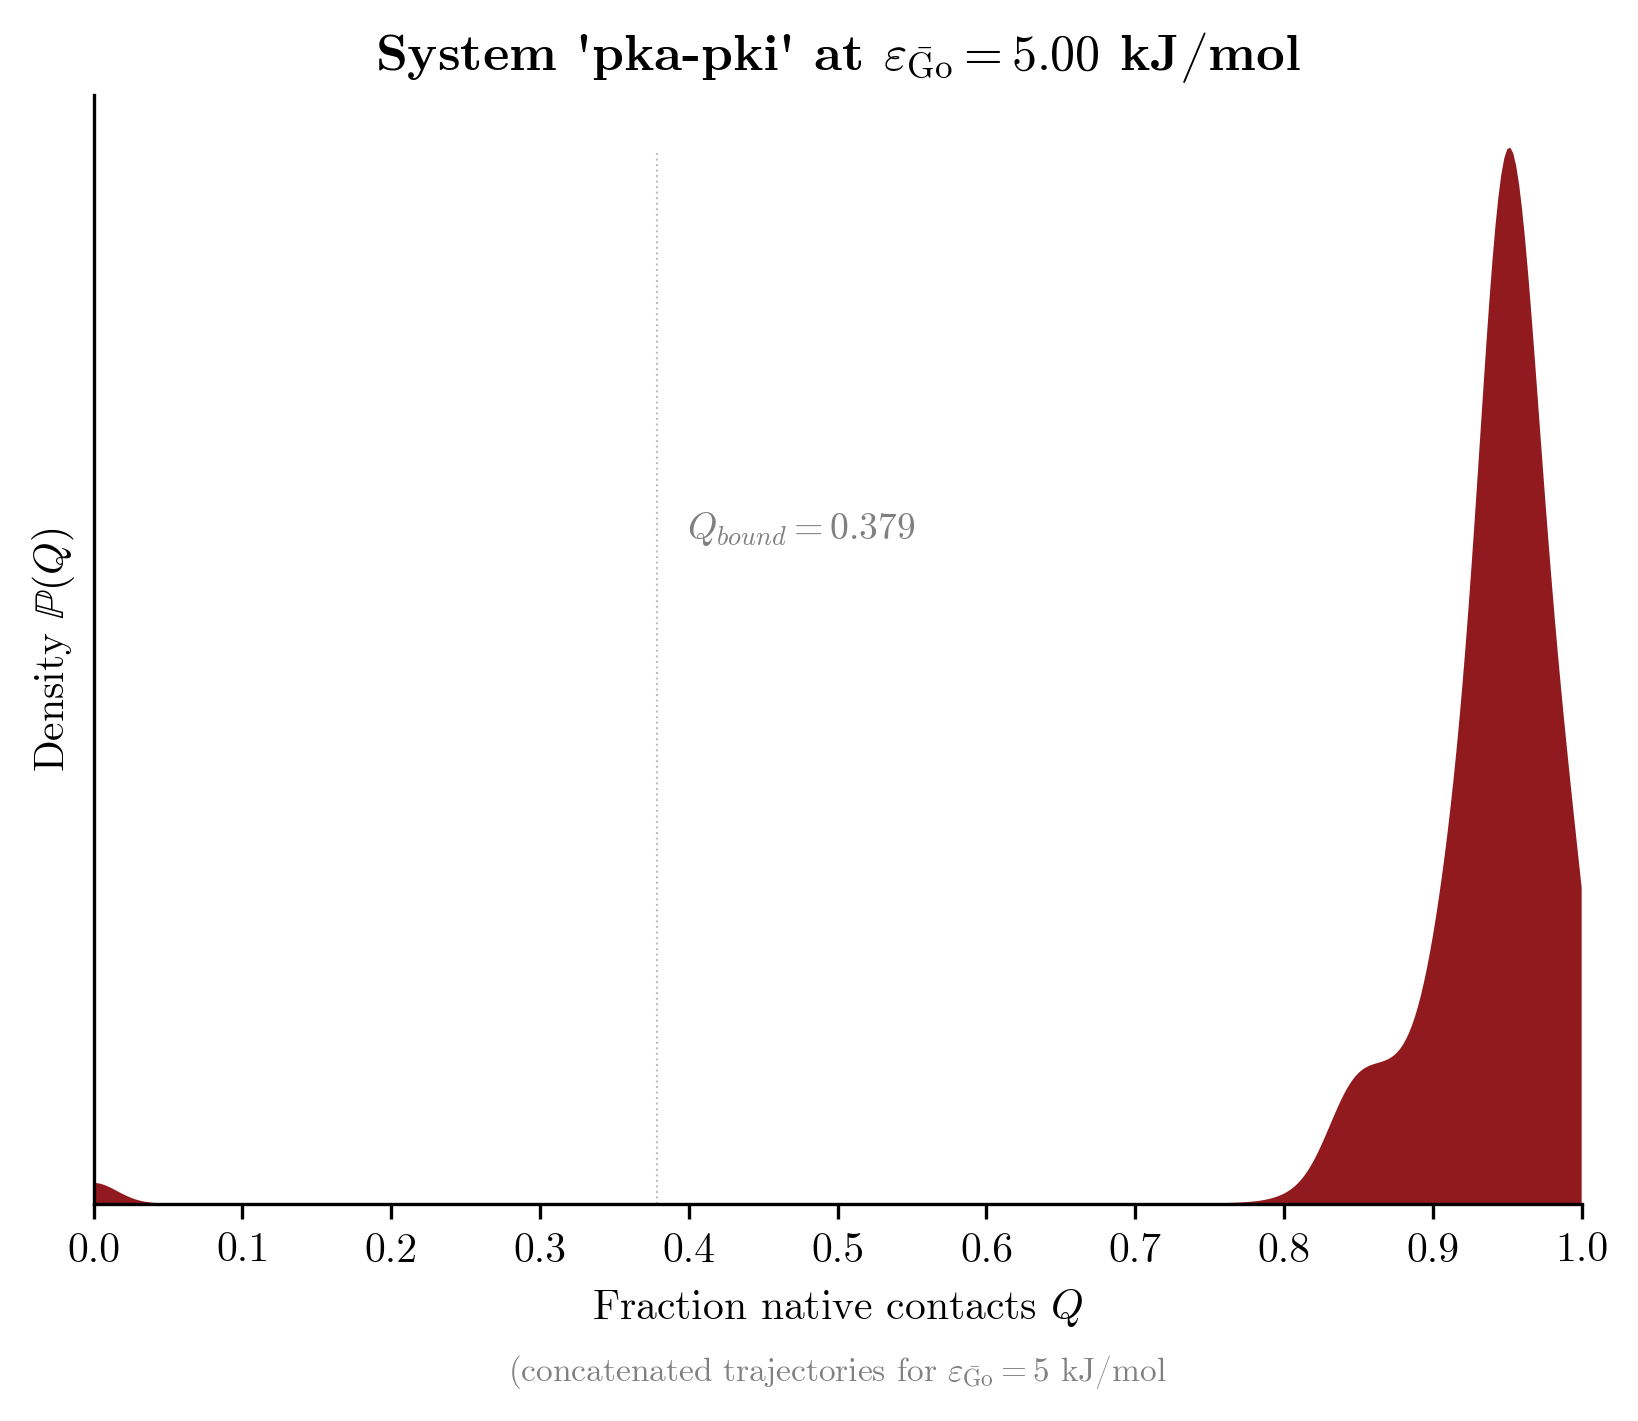 System 'pka-pki' at ε_Ḡo = 5.00 kJ/mol
Density ℙ(Q)
Q_bound = 0.379
0.0 0.1 0.2 0.3 0.4 0.5 0.6 0.7 0.8 0.9 1.0
Fraction native contacts Q
(concatenated trajectories for ε_Ḡo = 5 kJ/mol